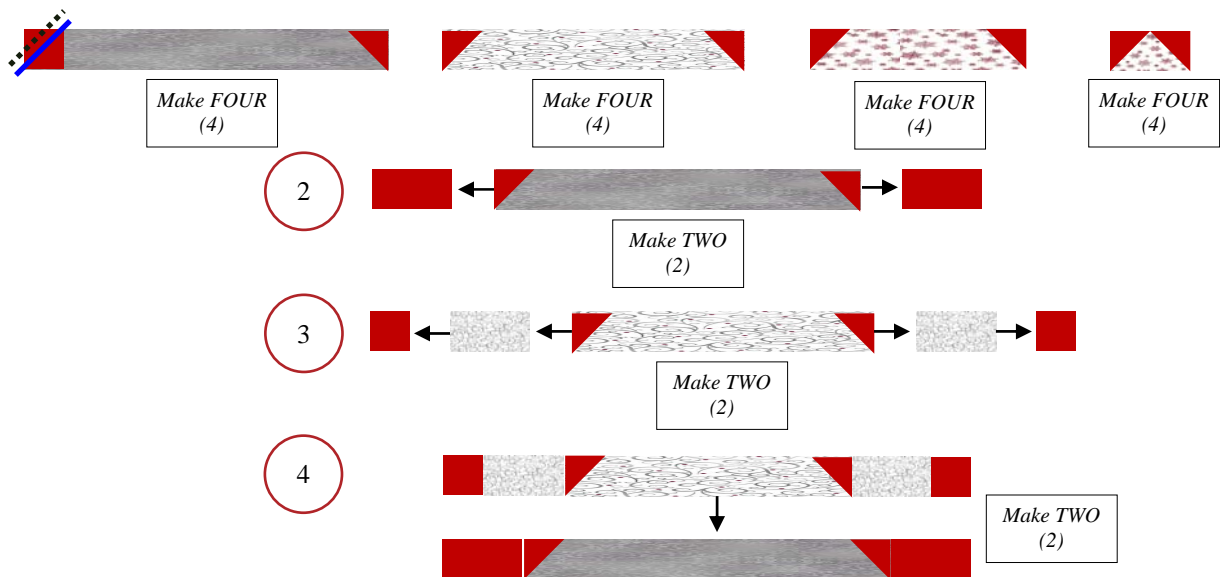 Make FOUR
(4)
Make FOUR
(4)
Make FOUR
(4)
Make FOUR
(4)
2
Make TWO
(2)
3
Make TWO
(2)
4
Make TWO
(2)